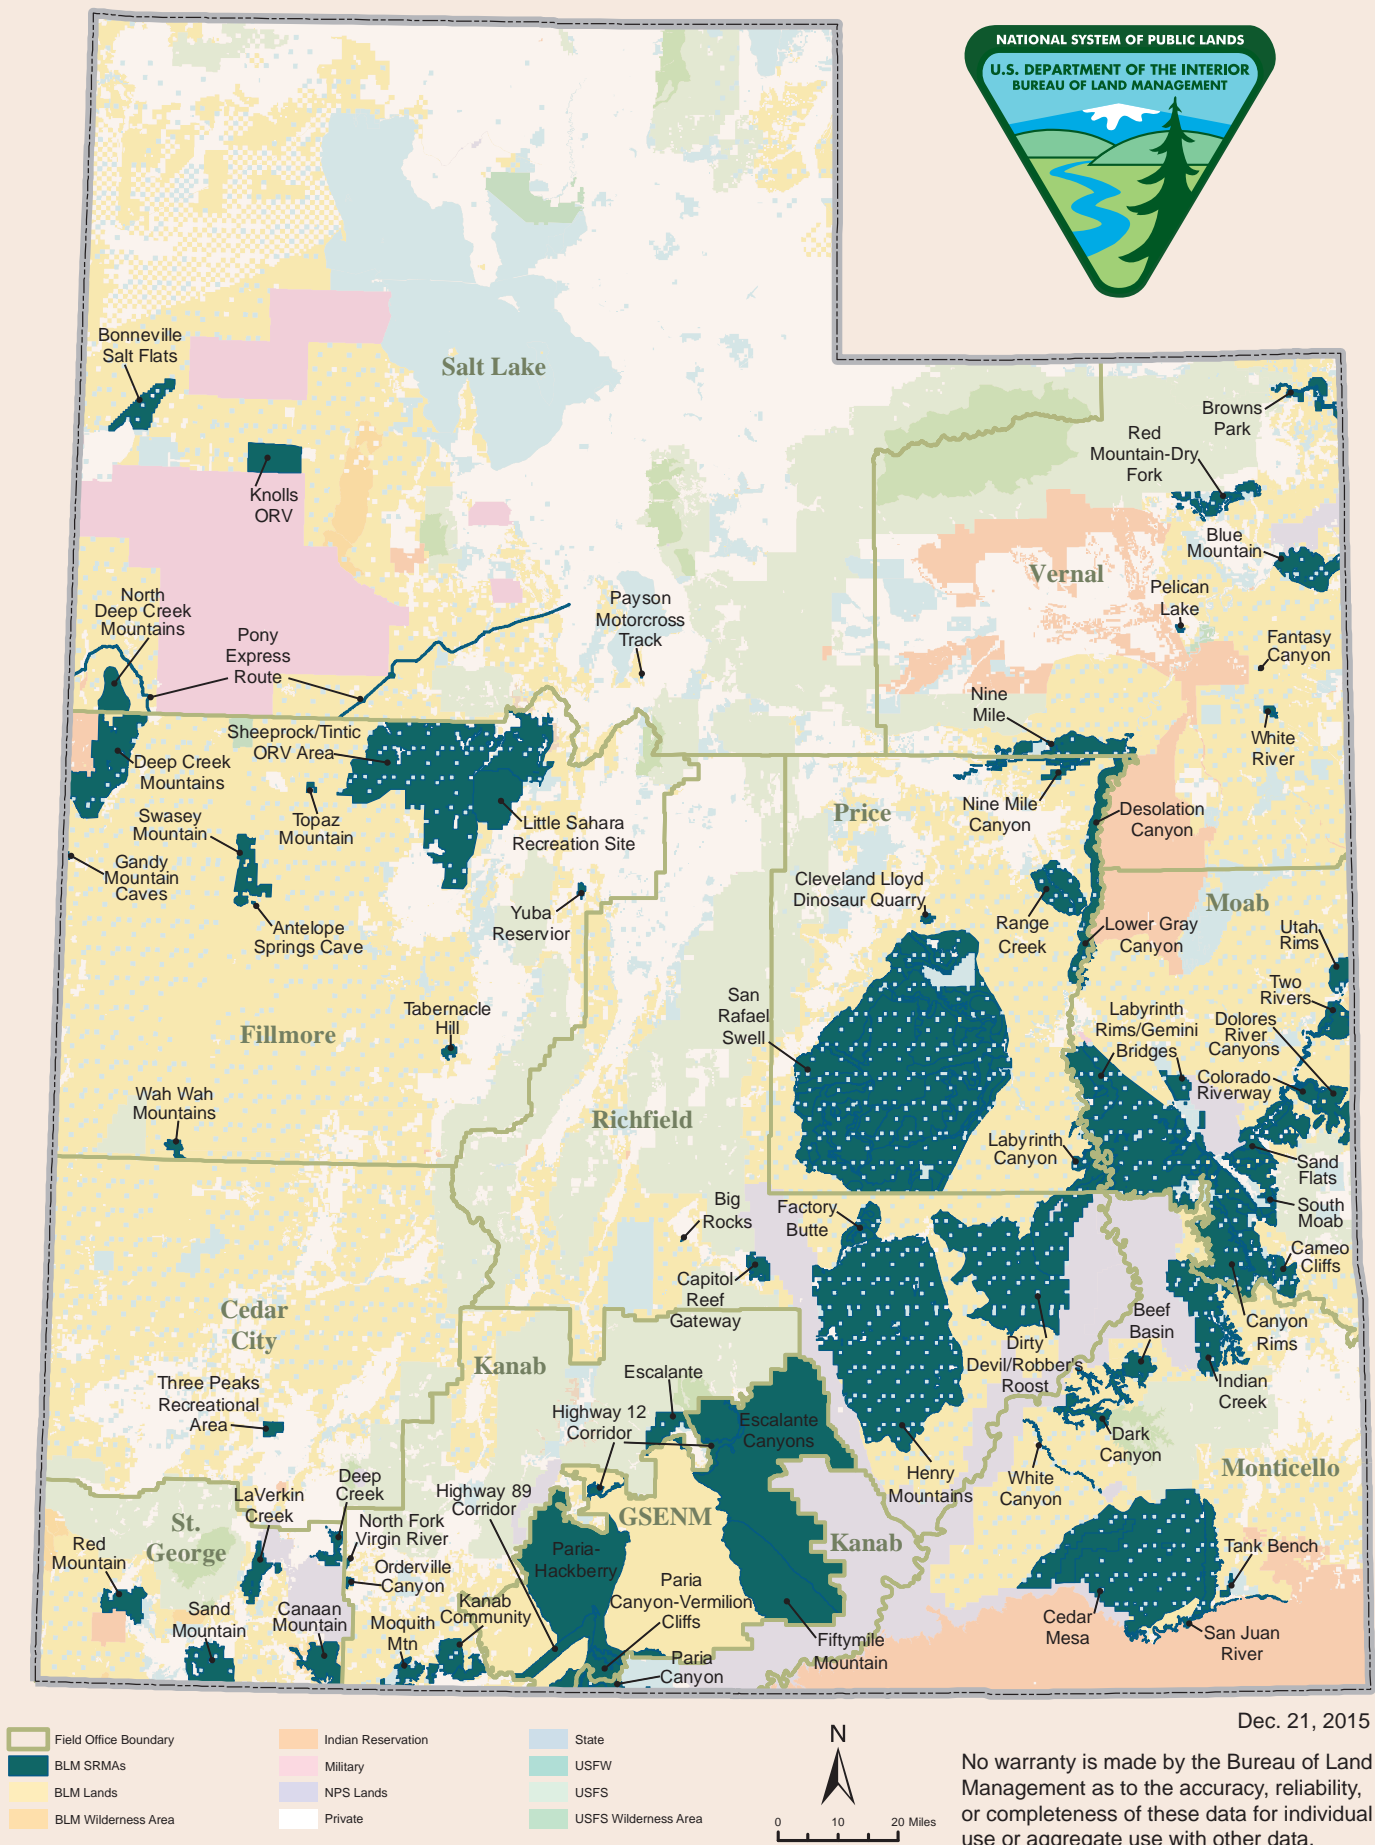 NATIONAL SYSTEM OF PUBLIC LANDS
U.S. DEPARTMENT OF THE INTERIOR
BUREAU OF LAND MANAGEMENT
Bonneville
Salt Flats
Salt Lake
Knolls
ORV
Browns
Park
Red
Mountain-Dry
Fork
Blue
Mountain
Vernal
Pelican
Lake
Fantasy
Canyon
White
River
North
Deep Creek
Mountains
Pony
Express
Route
Payson
Motorcross
Track
Nine
Mile
Sheeprock/Tintic
ORV Area
Deep Creek
Mountains
Swasey
Mountain
Topaz
Mountain
Little Sahara
Recreation Site
Gandy
Mountain
Caves
Antelope
Springs Cave
Yuba
Reservior
Price
Nine Mile
Canyon
Desolation
Canyon
Cleveland Lloyd
Dinosaur Quarry
Range
Creek
Lower Gray
Canyon
Moab
Utah
Rims
Two
Rivers
Dolores
River
Canyons
Colorado
Riverway
Labyrinth
Rims/Gemini
Bridges
San
Rafael
Swell
Tabernacle
Hill
Fillmore
Wah Wah
Mountains
Richfield
Labyrinth
Canyon
Sand
Flats
South
Moab
Cameo
Cliffs
Canyon
Rims
Big
Rocks
Factory
Butte
Capitol
Reef
Gateway
Cedar
City
Kanab
Dirty
Devil/Robber's
Roost
Beef
Basin
Indian
Creek
Three Peaks
Recreational
Area
Escalante
Highway 12
Corridor
Escalante
Canyons
Henry
Mountains
Dark
Canyon
White
Canyon
Monticello
Deep
Creek
LaVerkin
Creek
Highway 89
Corridor
North Fork
Virgin River
Orderville
Canyon
St.
George
Red
Mountain
GSENM
Kanab
Paria-
Hackberry
Paria
Canyon-Vermilion
Cliffs
Tank Bench
Sand
Mountain
Canaan
Mountain
Moquith
Mtn
Kanab
Community
Paria
Canyon
Fiftymile
Mountain
Cedar
Mesa
San Juan
River
Dec. 21, 2015
Field Office Boundary
BLM SRMAs
BLM Lands
BLM Wilderness Area
Indian Reservation
Military
NPS Lands
Private
State
USFW
USFS
USFS Wilderness Area
N
0 10 20 Miles
No warranty is made by the Bureau of Land
Management as to the accuracy, reliability,
or completeness of these data for individual
use or aggregate use with other data.